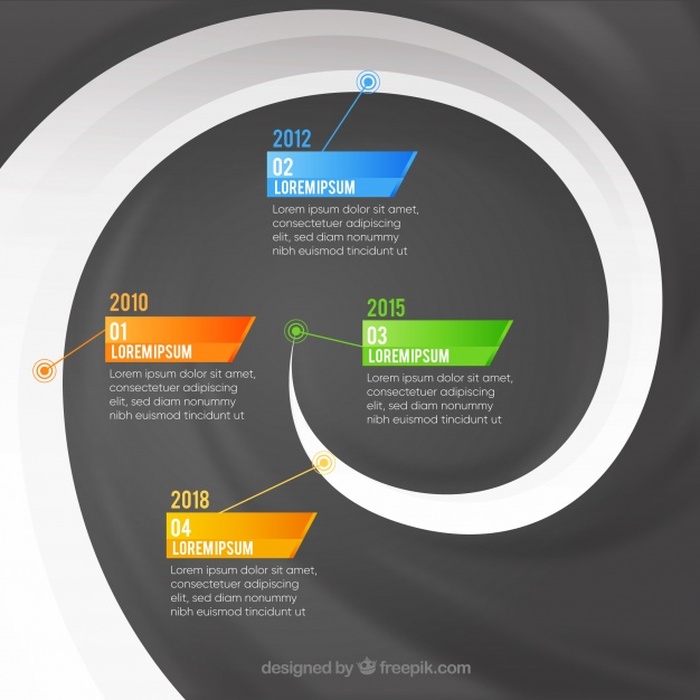 2012
02
LOREMIPSUM
Lorem ipsum dolor sit amet,
consectetuer adipiscing
elit, sed diam nonummy
nibh euismod tincidunt ut
2010
01
LOREMIPSUM
Lorem ipsum dolor sit amet,
consectetuer adipiscing
elit, sed diam nonummy
nibh euismod tincidunt ut
2015
03
LOREMIPSUM
Lorem ipsum dolor sit amet,
consectetuer adipiscing
elit, sed diam nonummy
nibh euismod tincidunt ut
2018
04
LOREMIPSUM
Lorem ipsum dolor sit amet,
consectetuer adipiscing
elit, sed diam nonummy
nibh euismod tincidunt ut
designed by freepik.com